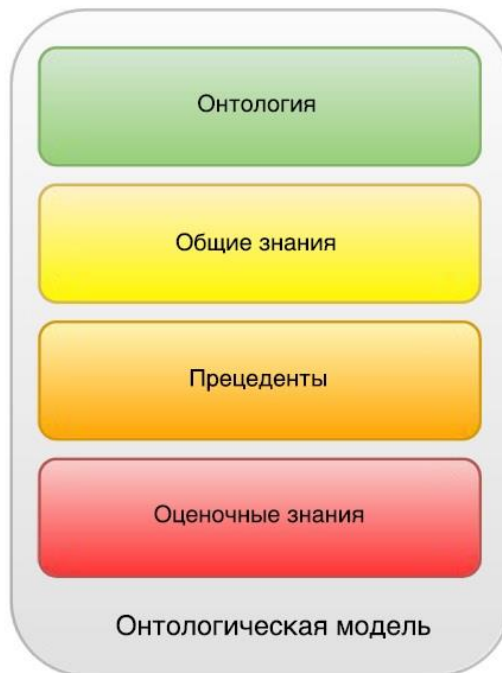 Онтология
Общие знания
Прецеденты
Оценочные знания
Онтологическая модель